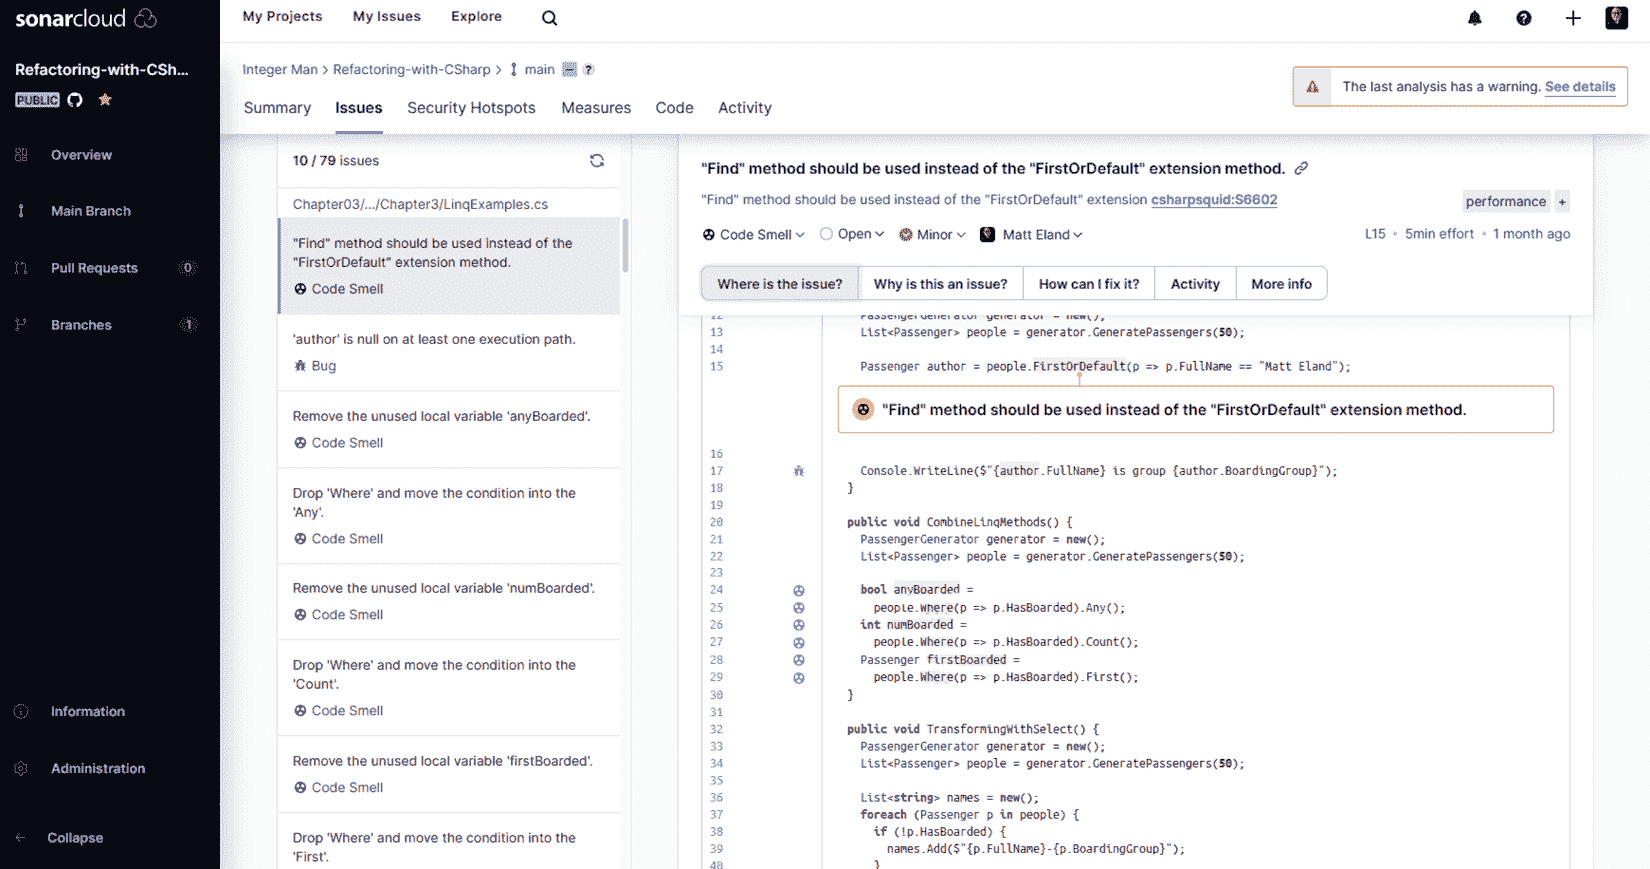 sonarcloud
My Projects My Issues Explore
Refactoring-with-CSh...
PUBLIC
Overview
Main Branch
Pull Requests 0
Branches 1
Information
Administration
Collapse
Integer Man > Refactoring-with-CSharp > main ?
Summary Issues Security Hotspots Measures Code Activity
The last analysis has a warning. See details
10 / 79 issues
Chapter03/.../Chapter3/LinqExamples.cs
"Find" method should be used instead of the
"FirstOrDefault" extension method.
Code Smell
'author' is null on at least one execution path.
Bug
Remove the unused local variable 'anyBoarded'.
Code Smell
Drop 'Where' and move the condition into the
'Any'.
Code Smell
Remove the unused local variable 'numBoarded'.
Code Smell
Drop 'Where' and move the condition into the
'Count'.
Code Smell
Remove the unused local variable 'firstBoarded'.
Code Smell
Drop 'Where' and move the condition into the
'First'.
"Find" method should be used instead of the "FirstOrDefault" extension method.
"Find" method should be used instead of the "FirstOrDefault" extension csharpsquid:S6602
performance +
Code Smell Open Minor Matt Eland
L15 • 5min effort • 1 month ago
Where is the issue? Why is this an issue? How can I fix it? Activity More info
12 PassengerGenerator generator = new();
13 List<Passenger> people = generator.GeneratePassengers(50);
14
15 Passenger author = people.FirstOrDefault(p => p.FullName == "Matt Eland");
"Find" method should be used instead of the "FirstOrDefault" extension method.
16
17 Console.WriteLine($"{author.FullName} is group {author.BoardingGroup}");
18 }
19
20 public void CombineLinqMethods() {
21 PassengerGenerator generator = new();
22 List<Passenger> people = generator.GeneratePassengers(50);
23
24 bool anyBoarded =
25 people.Where(p => p.HasBoarded).Any();
26 int numBoarded =
27 people.Where(p => p.HasBoarded).Count();
28 Passenger firstBoarded =
29 people.Where(p => p.HasBoarded).First();
30 }
31
32 public void TransformingWithSelect() {
33 PassengerGenerator generator = new();
34 List<Passenger> people = generator.GeneratePassengers(50);
35
36 List<string> names = new();
37 foreach (Passenger p in people) {
38 if (!p.HasBoarded) {
39 names.Add($"{p.FullName}-{p.BoardingGroup}");
40 }